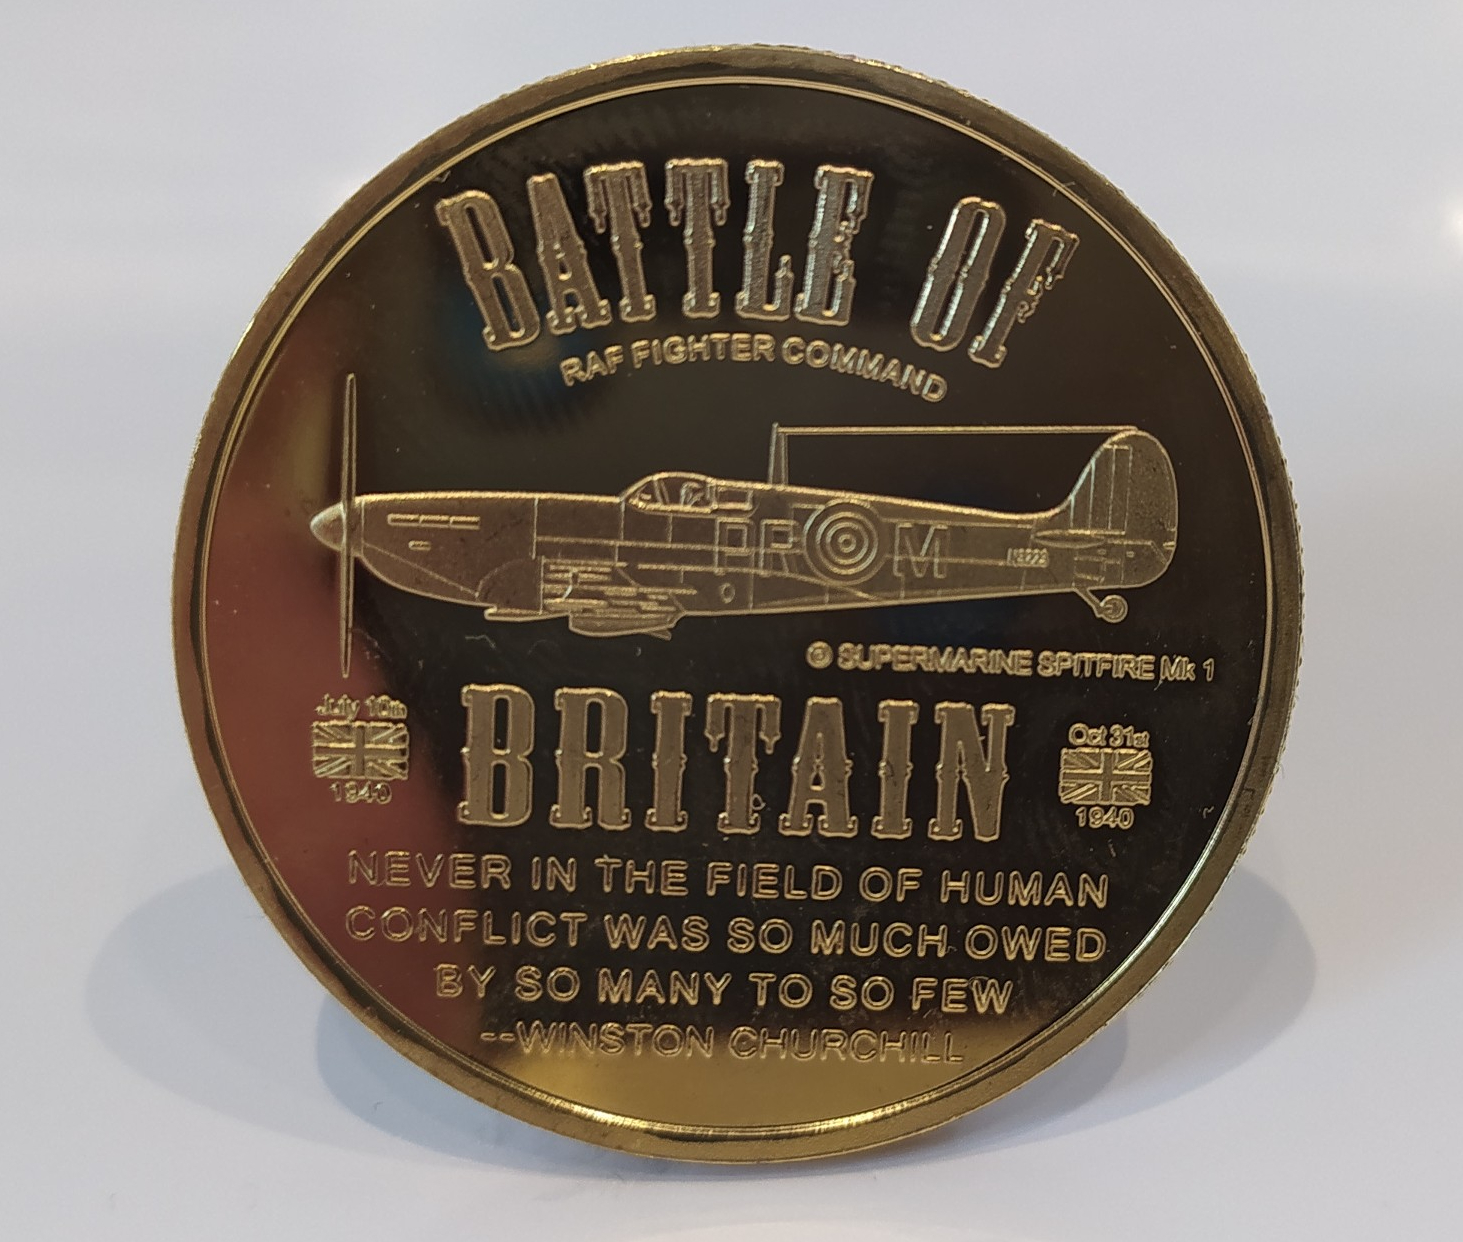 BATTLE OF
RAF FIGHTER COMMAND
PR M
© SUPERMARINE SPITFIRE Mk 1
BRITAIN
July 10th
1940
Oct 31st
1940
NEVER IN THE FIELD OF HUMAN
CONFLICT WAS SO MUCH OWED
BY SO MANY TO SO FEW
--WINSTON CHURCHILL